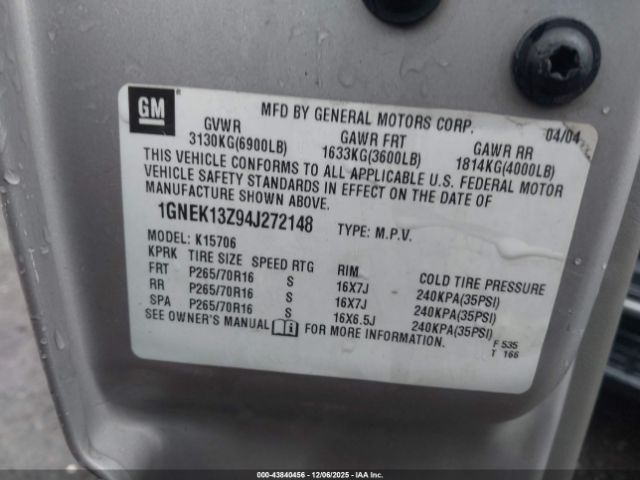 GM
MFD BY GENERAL MOTORS CORP. 04/04
GVWR GAWR FRT GAWR RR
3130KG(6900LB) 1633KG(3600LB) 1814KG(4000LB)
THIS VEHICLE CONFORMS TO ALL APPLICABLE U.S. FEDERAL MOTOR
VEHICLE SAFETY STANDARDS IN EFFECT ON THE DATE OF
MANUFACTURE SHOWN ABOVE.
1GNEK13Z94J272148 TYPE: M.P.V.
MODEL: K15706
KPRK TIRE SIZE SPEED RTG RIM COLD TIRE PRESSURE
FRT P265/70R16 S 16X7J 240KPA(35PSI)
RR P265/70R16 S 16X7J 240KPA(35PSI)
SPA P265/70R16 S 16X6.5J 240KPA(35PSI)
SEE OWNER'S MANUAL FOR MORE INFORMATION.
F 535
T 166
000-43840456 - 12/06/2025 - IAA Inc.